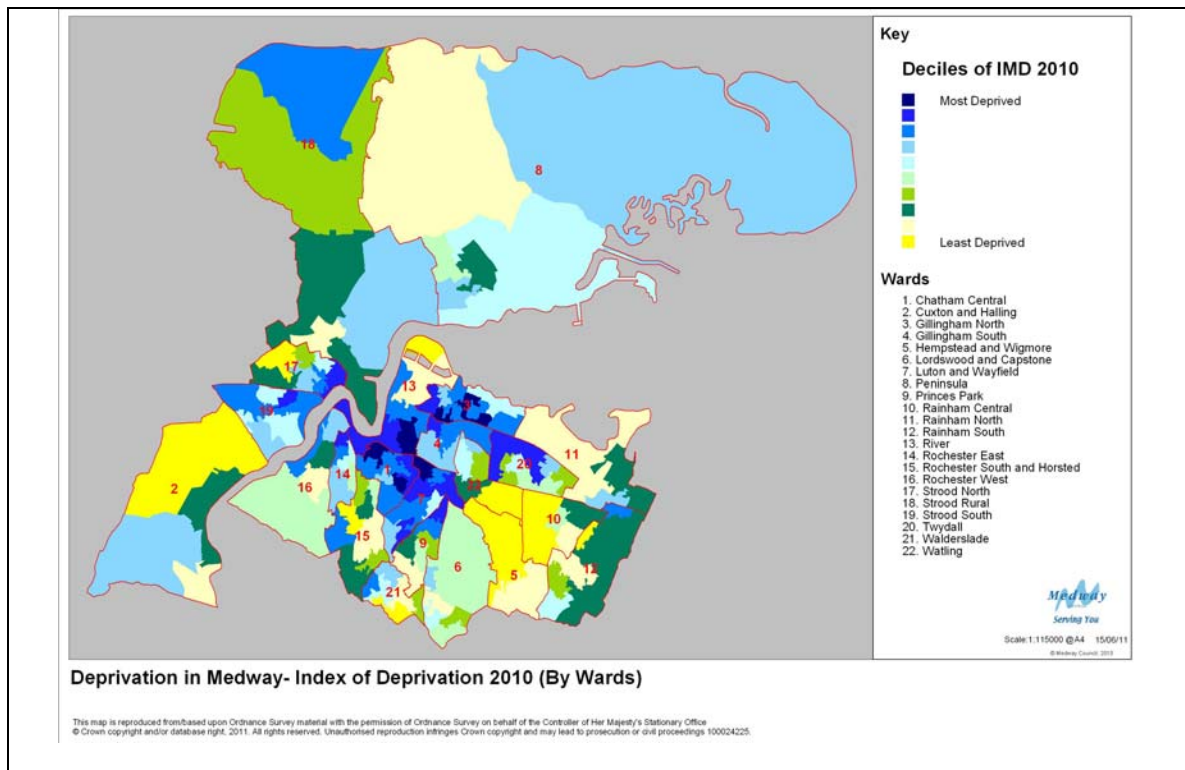 Key
Deciles of IMD 2010
Most Deprived
Least Deprived
Wards
1. Chatham Central
2. Cuxton and Halling
3. Gillingham North
4. Gillingham South
5. Hempstead and Wigmore
6. Lordswood and Capstone
7. Luton and Wayfield
8. Peninsula
9. Princes Park
10. Rainham Central
11. Rainham North
12. Rainham South
13. River
14. Rochester East
15. Rochester South and Horsted
16. Rochester West
17. Strood North
18. Strood Rural
19. Strood South
20. Twydall
21. Walderslade
22. Watling
18
8
17
13
19
3
4
11
20
2
14
1
16
22
7
10
15
9
6
5
12
21
Medway
Serving You
Scale:1:115000 @A4 15/06/11
© Medway Council, 2010
Deprivation in Medway- Index of Deprivation 2010 (By Wards)
This map is reproduced from/based upon Ordnance Survey material with the permission of Ordnance Survey on behalf of the Controller of Her Majesty's Stationary Office
© Crown copyright and/or database right, 2011. All rights reserved. Unauthorised reproduction infringes Crown copyright and may lead to prosecution or civil proceedings 100024225.